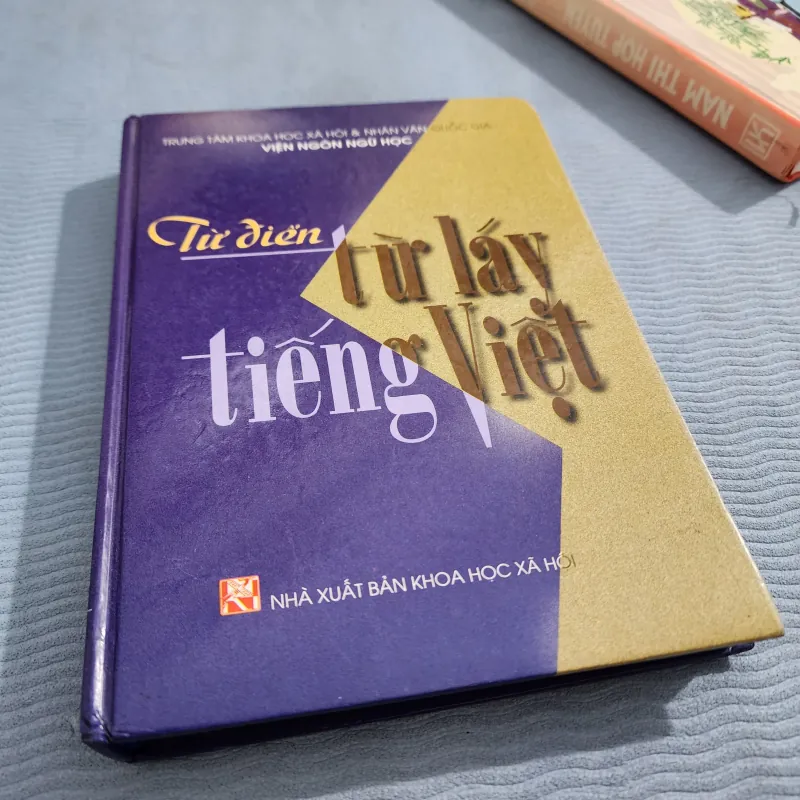 TRUNG TÂM KHOA HỌC XÃ HỘI & NHÂN VĂN QUỐC GIA
VIỆN NGÔN NGỮ HỌC
Từ điển
từ láy
tiếng Việt
NHÀ XUẤT BẢN KHOA HỌC XÃ HỘI
NAM THI HỢP TUYỂN